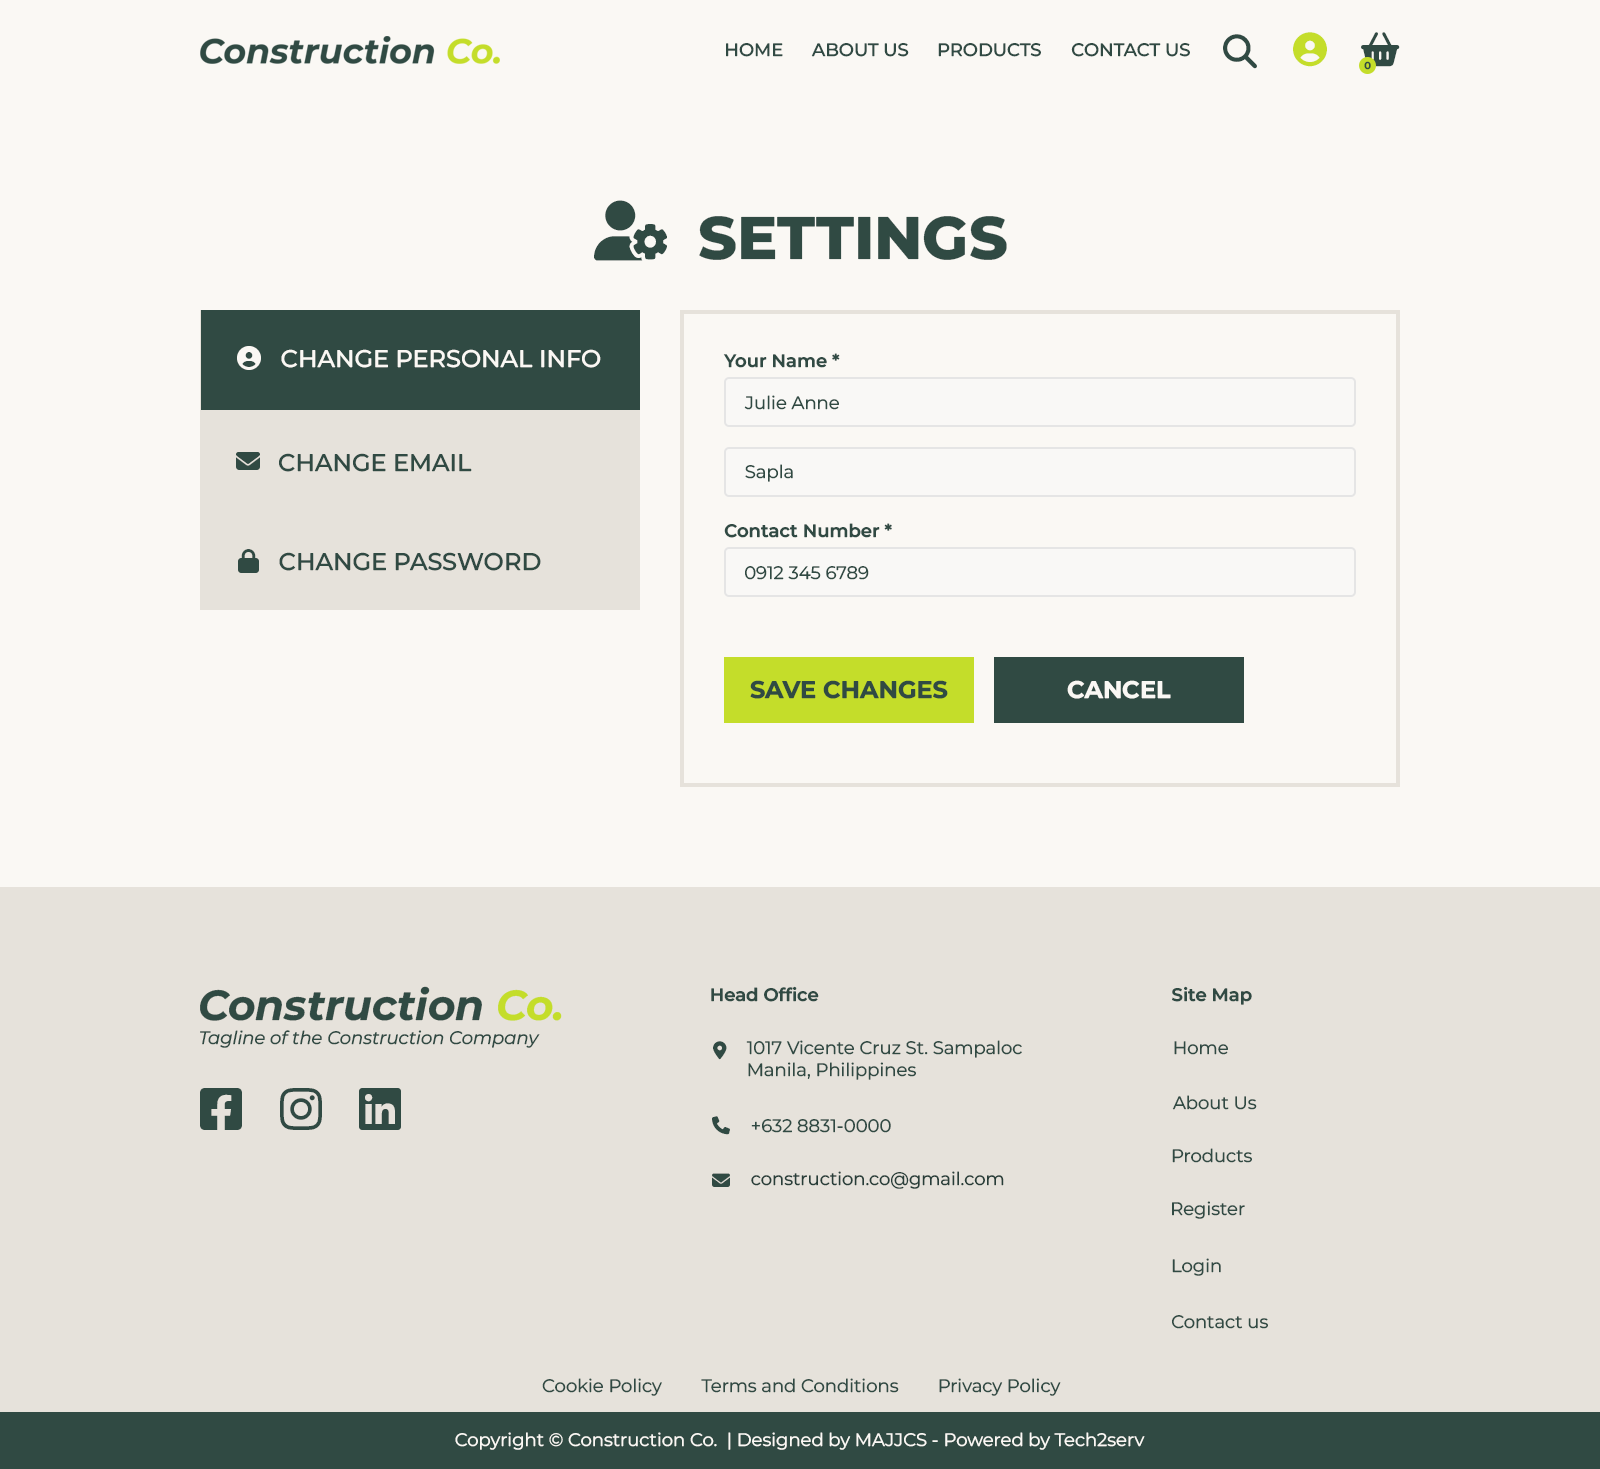 Construction Co.
HOME ABOUT US PRODUCTS CONTACT US
0
SETTINGS
CHANGE PERSONAL INFO
CHANGE EMAIL
CHANGE PASSWORD
Your Name *
Julie Anne
Sapla
Contact Number *
0912 345 6789
SAVE CHANGES CANCEL
Construction Co.
Tagline of the Construction Company
Head Office
1017 Vicente Cruz St. Sampaloc
Manila, Philippines
+632 8831-0000
construction.co@gmail.com
Site Map
Home
About Us
Products
Register
Login
Contact us
Cookie Policy Terms and Conditions Privacy Policy
Copyright © Construction Co. | Designed by MAJJCS - Powered by Tech2serv